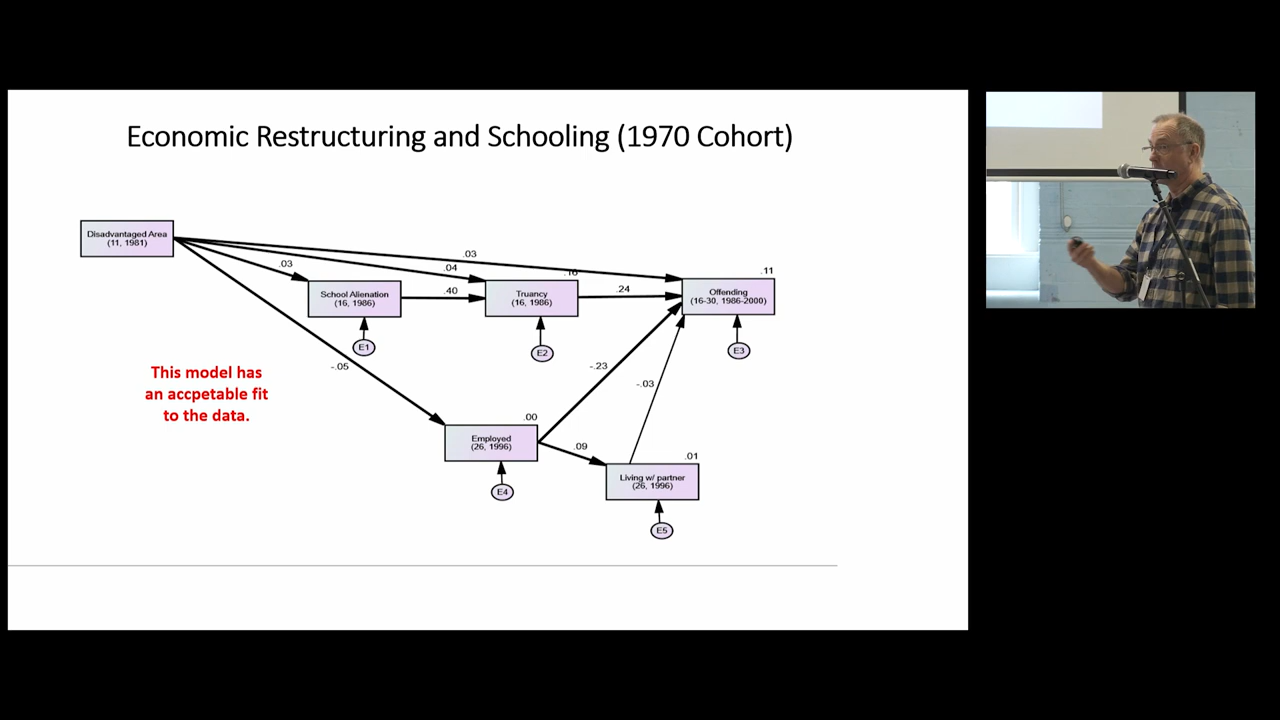 Economic Restructuring and Schooling (1970 Cohort)
Disadvantaged Area
(11, 1981)
.03
.03
.04
.16
.11
School Alienation
(16, 1986)
.40
Truancy
(16, 1986)
.24
Offending
(16-30, 1986-2000)
E1
E2
E3
This model has
an accpetable fit
to the data.
-.05
-.23
-.03
.00
Employed
(26, 1996)
.09
.01
Living w/ partner
(26, 1996)
E4
E5